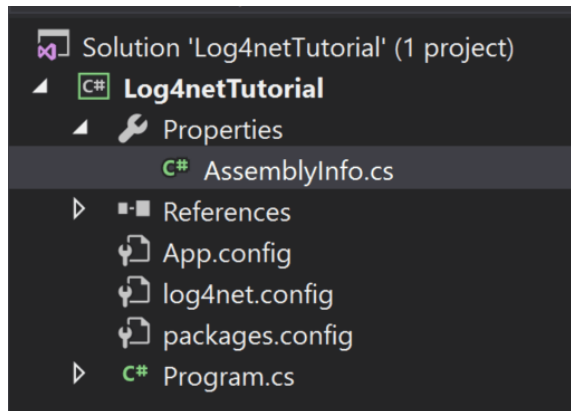 Solution 'Log4netTutorial' (1 project)
C# Log4netTutorial
Properties
C# AssemblyInfo.cs
References
App.config
log4net.config
packages.config
C# Program.cs